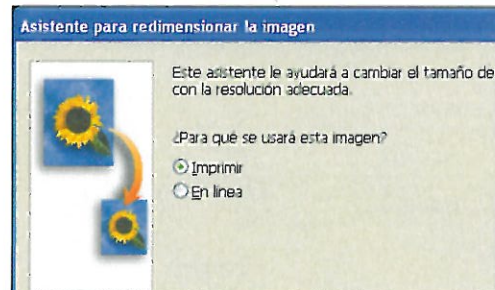 Asistente para redimensionar la imagen
Este asistente le ayudará a cambiar el tamaño de
con la resolución adecuada.
¿Para qué se usará esta imagen?
Imprimir
En línea